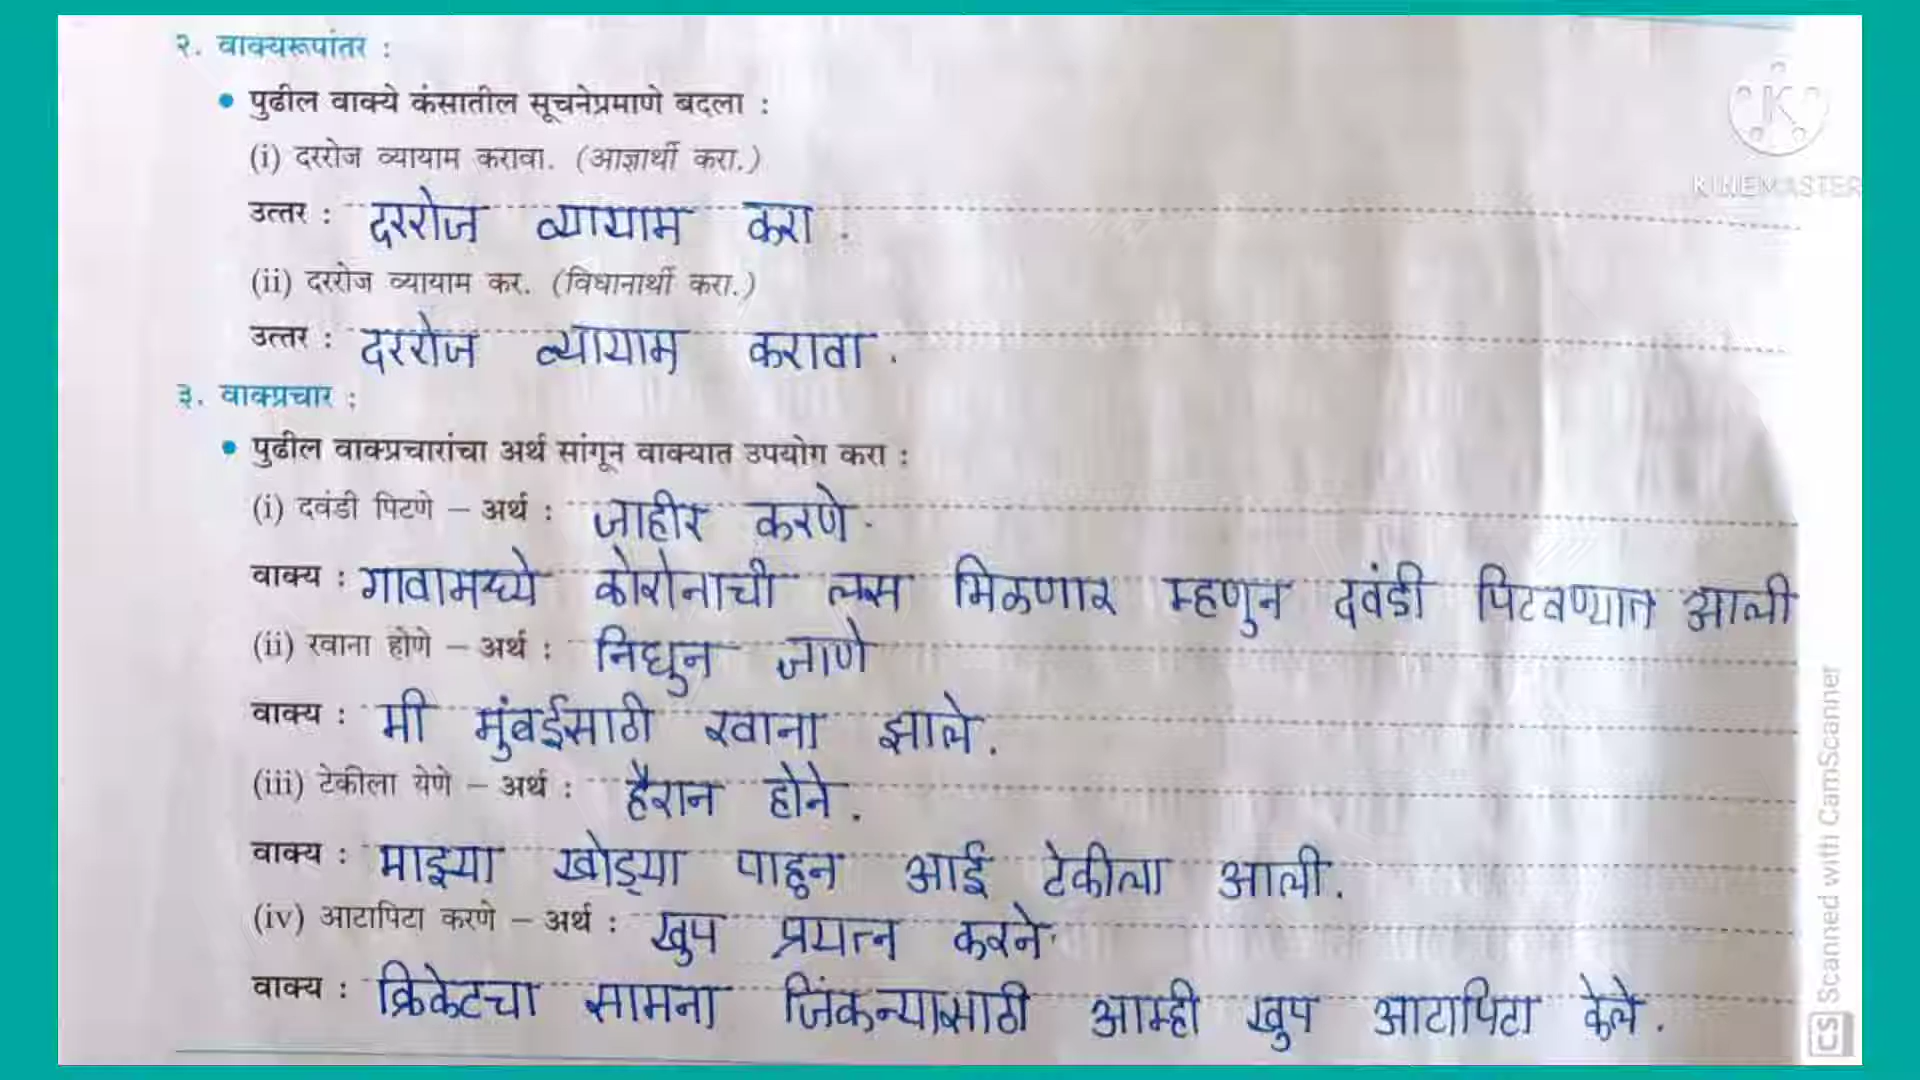 २. वाक्यरूपांतर :
• पुढील वाक्ये कंसातील सूचनेप्रमाणे बदला :
(i) दररोज व्यायाम करावा. (आज्ञार्थी करा.)
उत्तर : दररोज व्यायाम करा .
(ii) दररोज व्यायाम कर. (विधानार्थी करा.)
उत्तर : दररोज व्यायाम करावा .
३. वाक्प्रचार :
• पुढील वाक्प्रचारांचा अर्थ सांगून वाक्यात उपयोग करा :
(i) दवंडी पिटणे – अर्थ : जाहीर करणे.
वाक्य : गावामध्ये कोरोनाची लस मिळणार म्हणुन दवंडी पिटवण्यात आली
(ii) रवाना होणे – अर्थ : निघुन जाणे
वाक्य : मी मुंबईसाठी रवाना झाले.
(iii) टेकीला येणे – अर्थ : हैरान होने.
वाक्य : माझ्या खोड्या पाहुन आई टेकीला आली.
(iv) आटापिटा करणे – अर्थ : खुप प्रयत्न करने.
वाक्य : क्रिकेटचा सामना जिंकन्यासाठी आम्ही खुप आटापिटा केले.
K
KINEMASTER
CS Scanned with CamScanner